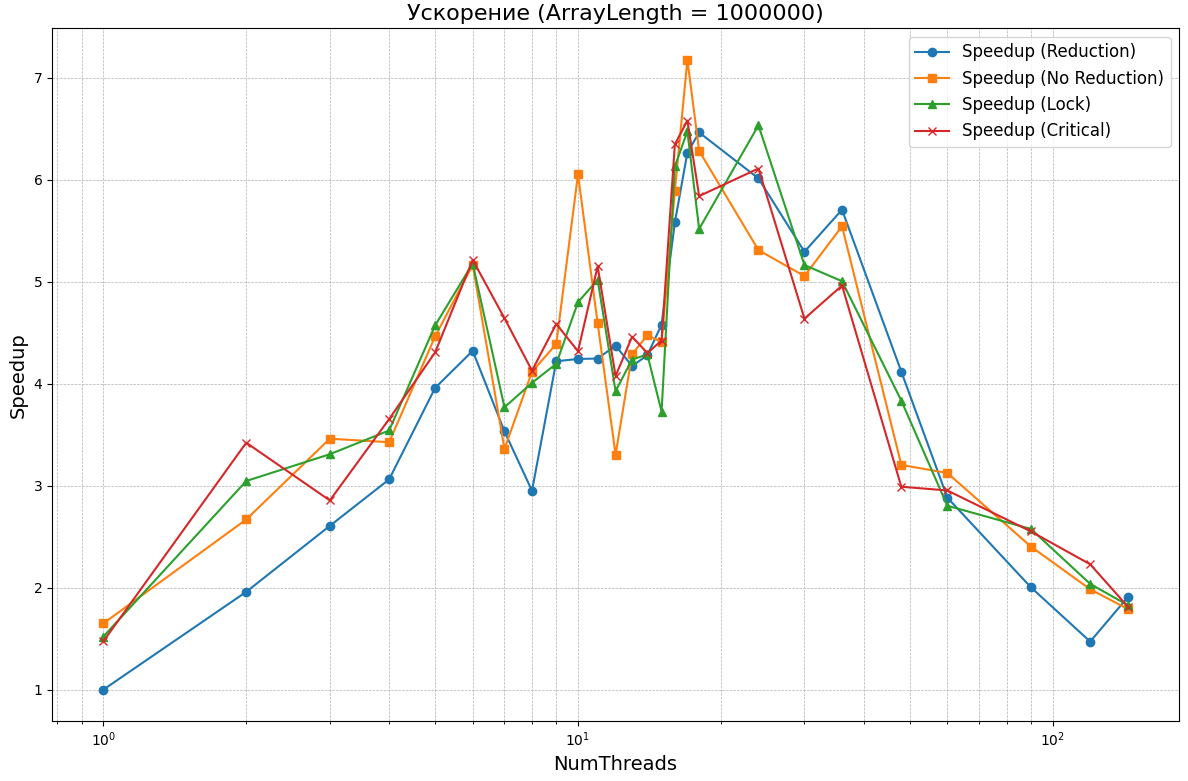 Ускорение (ArrayLength = 1000000)
Speedup (Reduction)
Speedup (No Reduction)
Speedup (Lock)
Speedup (Critical)
Speedup
7
6
5
4
3
2
1
10⁰ 10¹ 10²
NumThreads